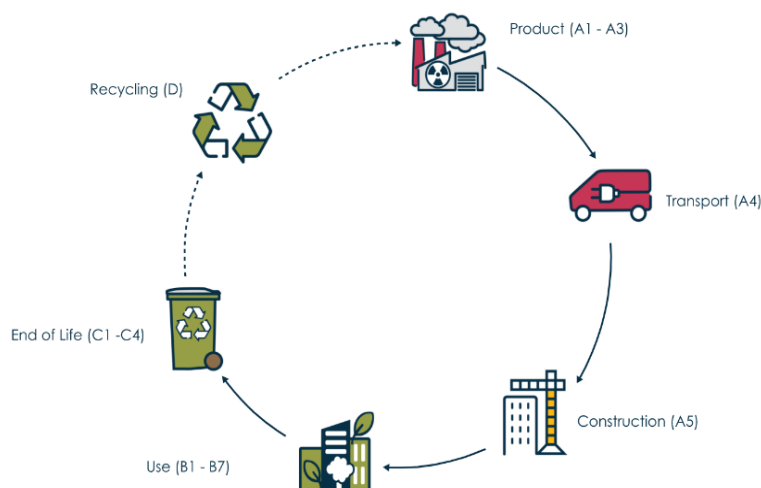 Product (A1 - A3)
Recycling (D)
Transport (A4)
End of Life (C1 -C4)
Construction (A5)
Use (B1 - B7)